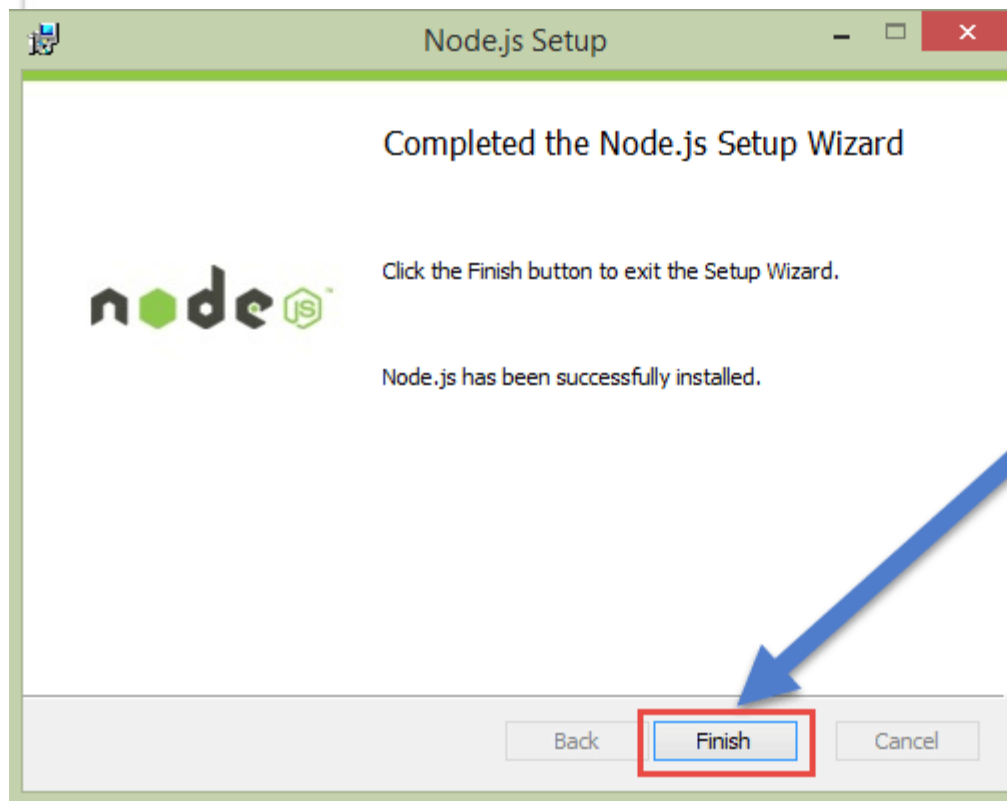 Node.js Setup
Completed the Node.js Setup Wizard
Click the Finish button to exit the Setup Wizard.
node JS™
Node.js has been successfully installed.
Back Finish Cancel